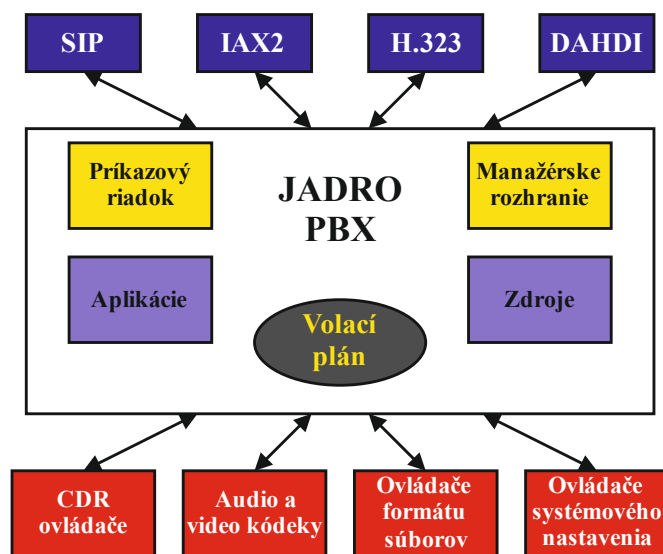 SIP
IAX2
H.323
DAHDI
Príkazový
riadok
JADRO
PBX
Manažérske
rozhranie
Aplikácie
Zdroje
Volací
plán
CDR
ovládače
Audio a
video kódeky
Ovládače
formátu
súborov
Ovládače
systémového
nastavenia